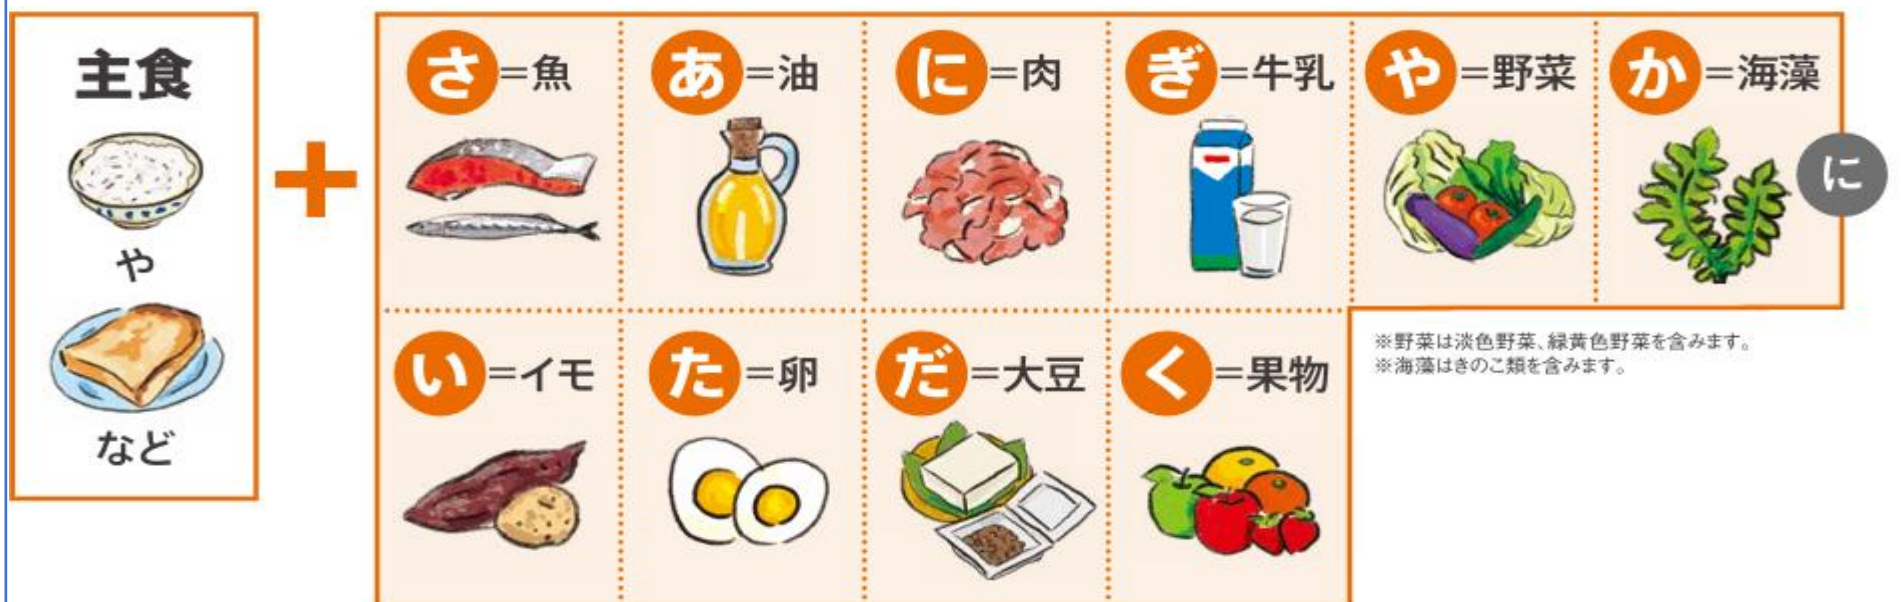 主食
や
など
+
さ=魚
あ=油
に=肉
ぎ=牛乳
や=野菜
か=海藻
に
い=イモ
た=卵
だ=大豆
く=果物
※野菜は淡色野菜、緑黄色野菜を含みます。
※海藻はきのこ類を含みます。